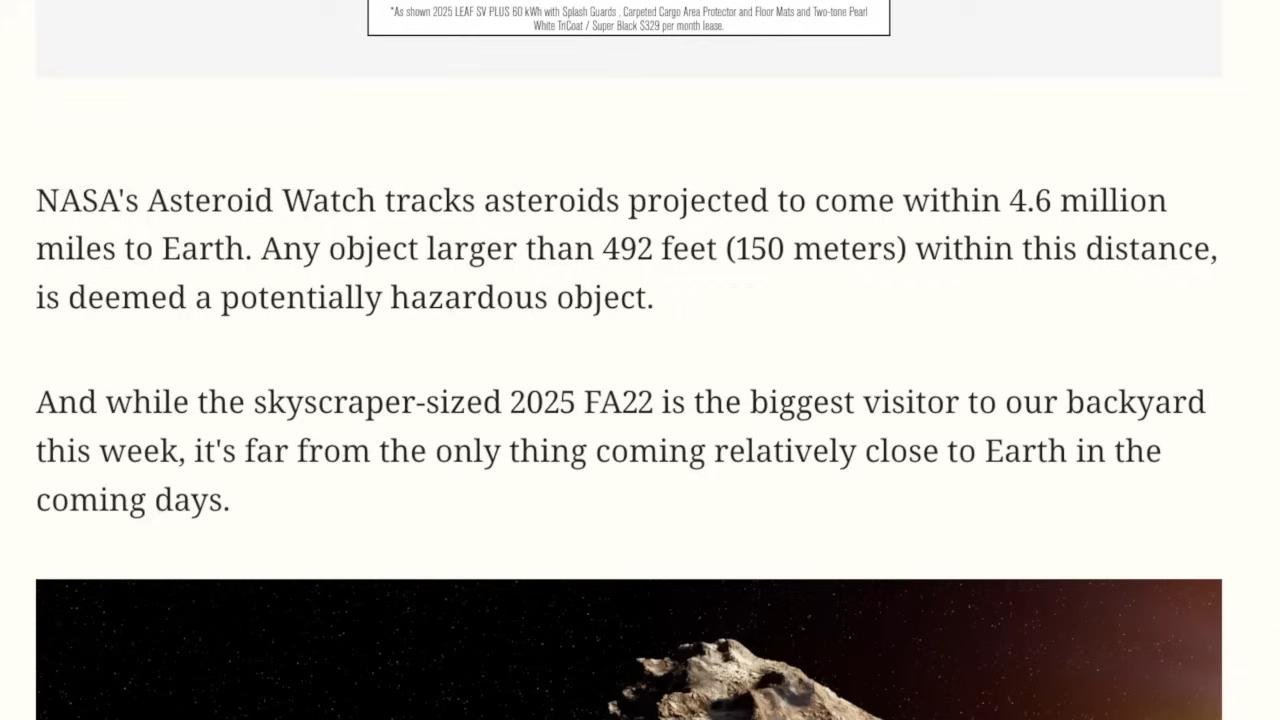 *As shown 2025 LEAF SV PLUS 60 kWh with Splash Guards , Carpeted Cargo Area Protector and Floor Mats and Two-tone Pearl
White TriCoat / Super Black $329 per month lease.
NASA's Asteroid Watch tracks asteroids projected to come within 4.6 million
miles to Earth. Any object larger than 492 feet (150 meters) within this distance,
is deemed a potentially hazardous object.
And while the skyscraper-sized 2025 FA22 is the biggest visitor to our backyard
this week, it's far from the only thing coming relatively close to Earth in the
coming days.